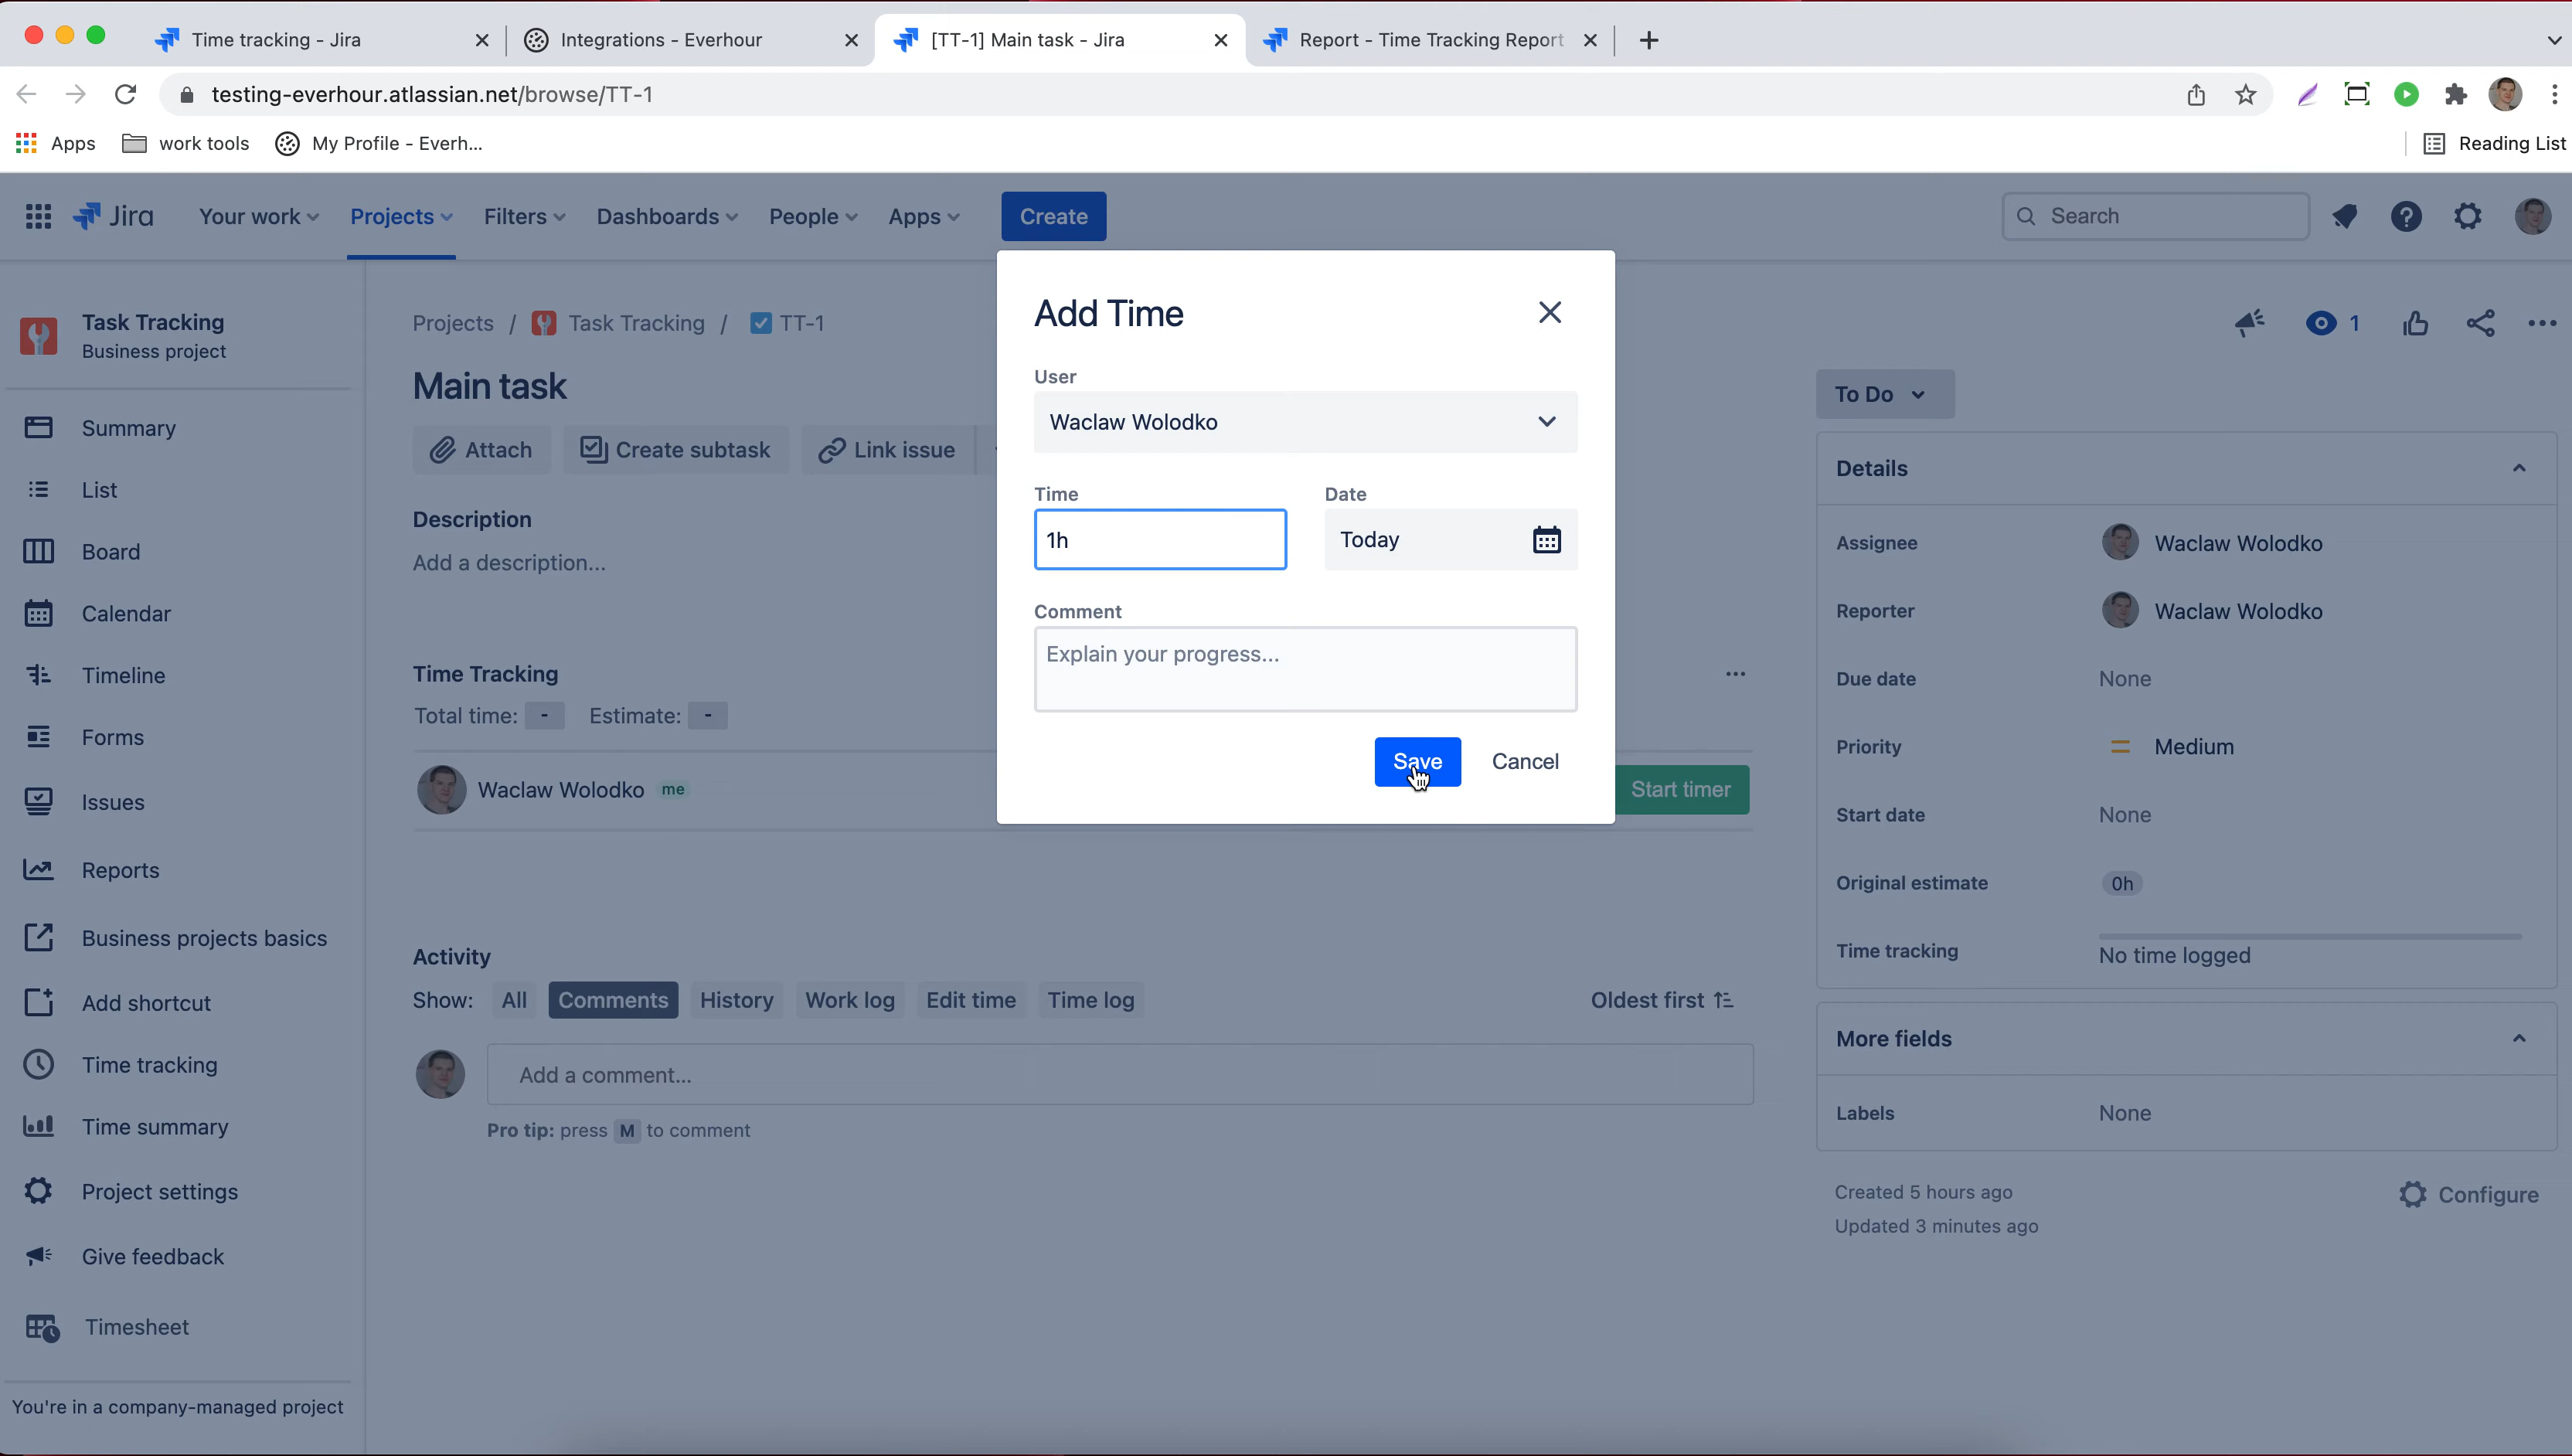 Time tracking - Jira
Integrations - Everhour
[TT-1] Main task - Jira
Report - Time Tracking Report
testing-everhour.atlassian.net/browse/TT-1
Apps
work tools
My Profile - Everh...
Reading List
Jira
Your work
Projects
Filters
Dashboards
People
Apps
Create
Search
Task Tracking
Business project
Summary
List
Board
Calendar
Timeline
Forms
Issues
Reports
Business projects basics
Add shortcut
Time tracking
Time summary
Project settings
Give feedback
Timesheet
You're in a company-managed project
Projects / Task Tracking / TT-1
Main task
Attach
Create subtask
Link issue
Description
Add a description...
Time Tracking
Total time: -
Estimate: -
Waclaw Wolodko me
Start timer
Activity
Show: All Comments History Work log Edit time Time log
Oldest first
Add a comment...
Pro tip: press M to comment
Add Time
User
Waclaw Wolodko
Time
1h
Date
Today
Comment
Explain your progress...
Save
Cancel
1
To Do
Details
Assignee
Waclaw Wolodko
Reporter
Waclaw Wolodko
Due date
None
Priority
Medium
Start date
None
Original estimate
0h
Time tracking
No time logged
More fields
Labels
None
Created 5 hours ago
Updated 3 minutes ago
Configure